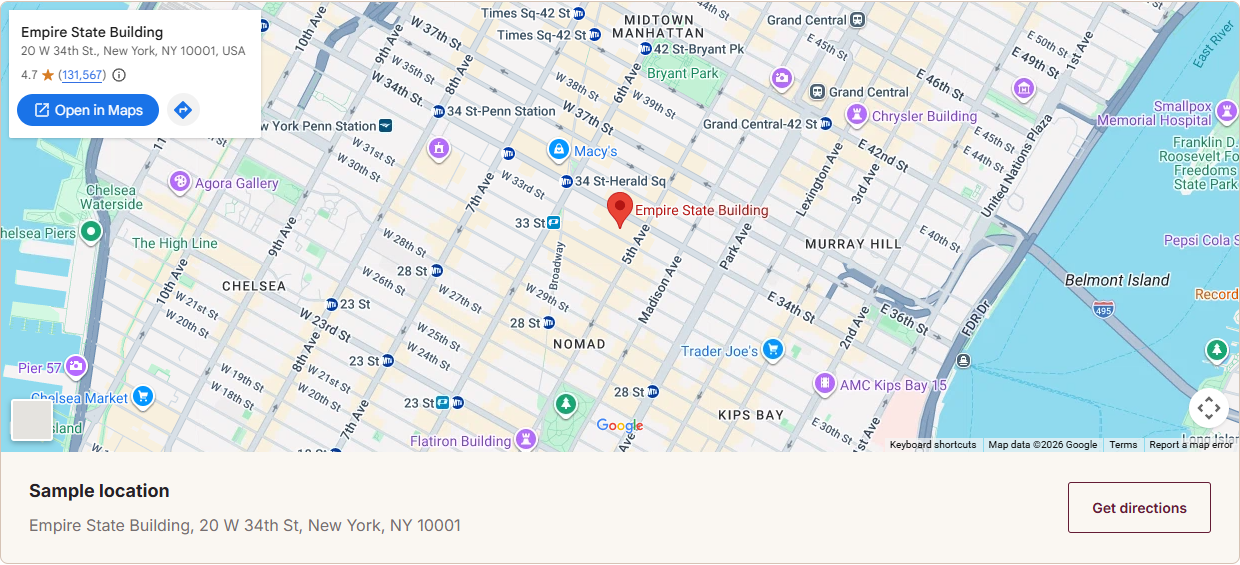 Empire State Building
20 W 34th St., New York, NY 10001, USA
4.7 ★ (131,567)
Open in Maps
Times Sq-42 St
Times Sq-42 St
MIDTOWN
MANHATTAN
42 St-Bryant Pk
Bryant Park
Grand Central
Grand Central
Grand Central-42 St
Chrysler Building
10th Ave
W 37th St
W 35th St
W 34th St
8th Ave
6th Ave
W 38th St
W 39th St
W 37th St
E 45th St
E 46th St
E 50th St
E 49th St
1st Ave
East River
E 45th St
E 44th St
E 42nd St
United Nations Plaza
Smallpox
Memorial Hospital
Franklin D.
Roosevelt Fo
Freedoms
State Park
Pepsi Cola S
34 St-Penn Station
w York Penn Station
W 31st St
W 30th St
Macy's
34 St-Herald Sq
W 33rd St
7th Ave
33 St
Empire State Building
Agora Gallery
Chelsea
Waterside
helsea Piers
The High Line
9th Ave
10th Ave
CHELSEA
W 28th St
28 St
W 26th St
W 27th St
Broadway
5th Ave
W 29th St
Madison Ave
Park Ave
Lexington Ave
3rd Ave
MURRAY HILL
E 40th St
E 34th St
E 36th St
2nd Ave
FDR Dr
Belmont Island
495
Record
W 21st St
W 20th St
23 St
W 23rd St
8th Ave
28 St
NOMAD
W 25th St
W 24th St
23 St
W 19th St
W 18th St
W 21st St
W 20th St
7th Ave
23 St
Pier 57
Chelsea Market
sland
Flatiron Building
28 St
Trader Joe's
AMC Kips Bay 15
KIPS BAY
E 30th St
1st Ave
Ave
Google
Keyboard shortcuts
Map data ©2026 Google
Terms
Report a map error
Sample location
Empire State Building, 20 W 34th St, New York, NY 10001
Get directions